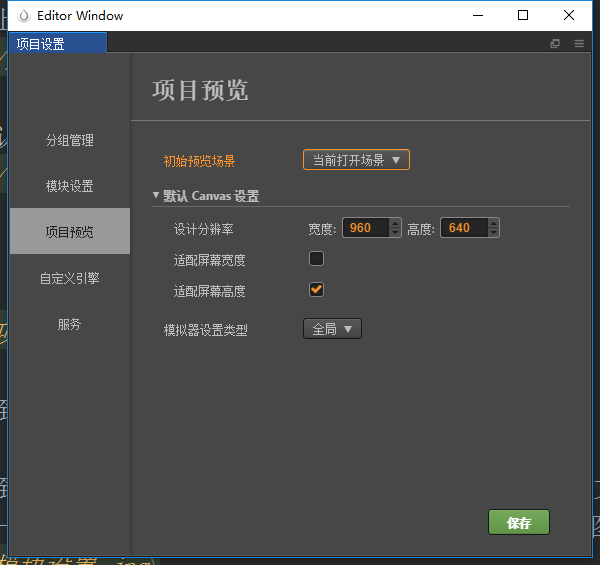 Editor Window
项目设置
项目预览
分组管理
模块设置
项目预览
自定义引擎
服务
初始预览场景 当前打开场景
默认 Canvas 设置
设计分辨率 宽度: 960 高度: 640
适配屏幕宽度
适配屏幕高度
模拟器设置类型 全局
保存